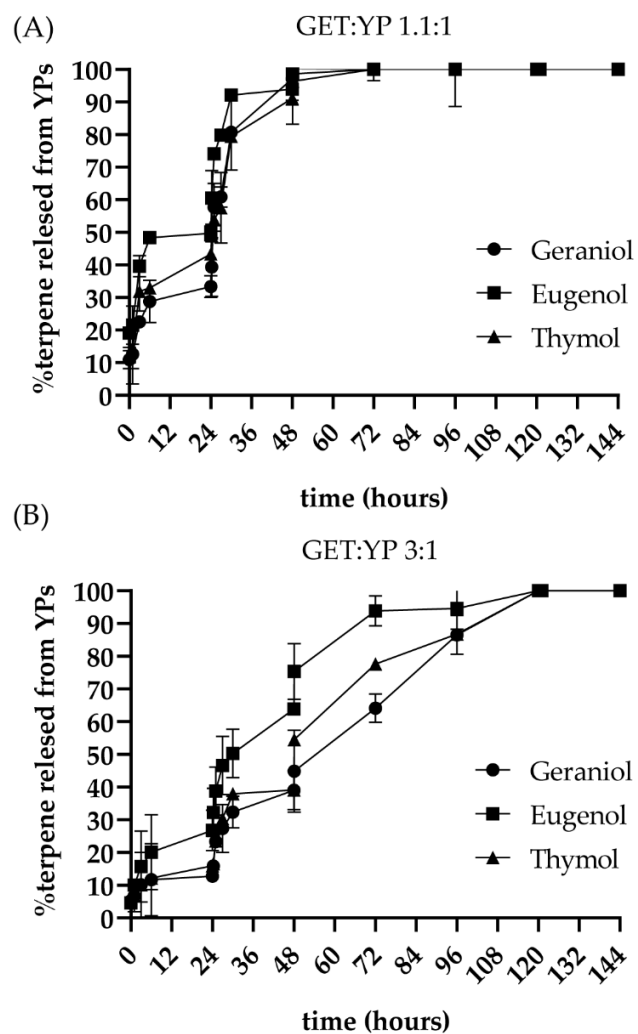 (A)
GET:YP 1.1:1
%terpene relesed from YPs
100
90
80
70
60
50
40
30
20
10
0
Geraniol
Eugenol
Thymol
0 12 24 36 48 60 72 84 96 108 120 132 144
time (hours)
(B)
GET:YP 3:1
%terpene relesed from YPs
100
90
80
70
60
50
40
30
20
10
0
Geraniol
Eugenol
Thymol
0 12 24 36 48 60 72 84 96 108 120 132 144
time (hours)